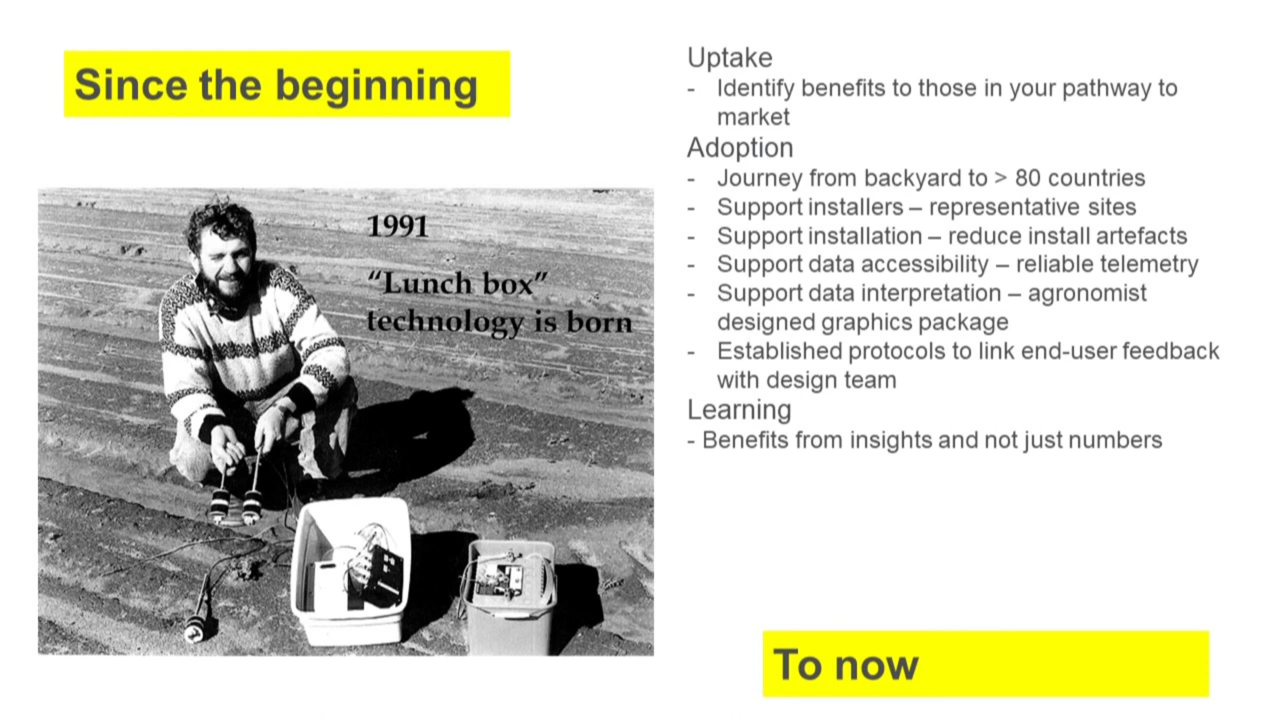 Since the beginning
1991
“Lunch box”
technology is born
Uptake
- Identify benefits to those in your pathway to
market
Adoption
- Journey from backyard to > 80 countries
- Support installers – representative sites
- Support installation – reduce install artefacts
- Support data accessibility – reliable telemetry
- Support data interpretation – agronomist
designed graphics package
- Established protocols to link end-user feedback
with design team
Learning
- Benefits from insights and not just numbers
To now